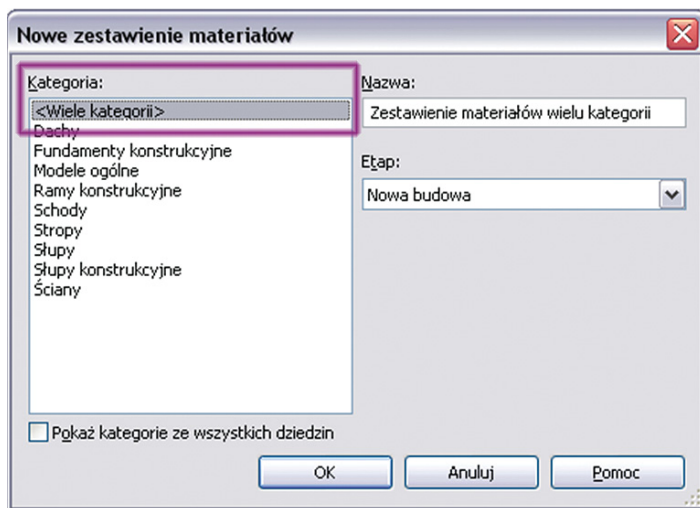 Nowe zestawienie materiałów
Kategoria:
<Wiele kategorii>
Dachy
Fundamenty konstrukcyjne
Modele ogólne
Ramy konstrukcyjne
Schody
Stropy
Słupy
Słupy konstrukcyjne
Ściany
Pokaż kategorie ze wszystkich dziedzin
Nazwa:
Zestawienie materiałów wielu kategorii
Etap:
Nowa budowa
OK
Anuluj
Pomoc